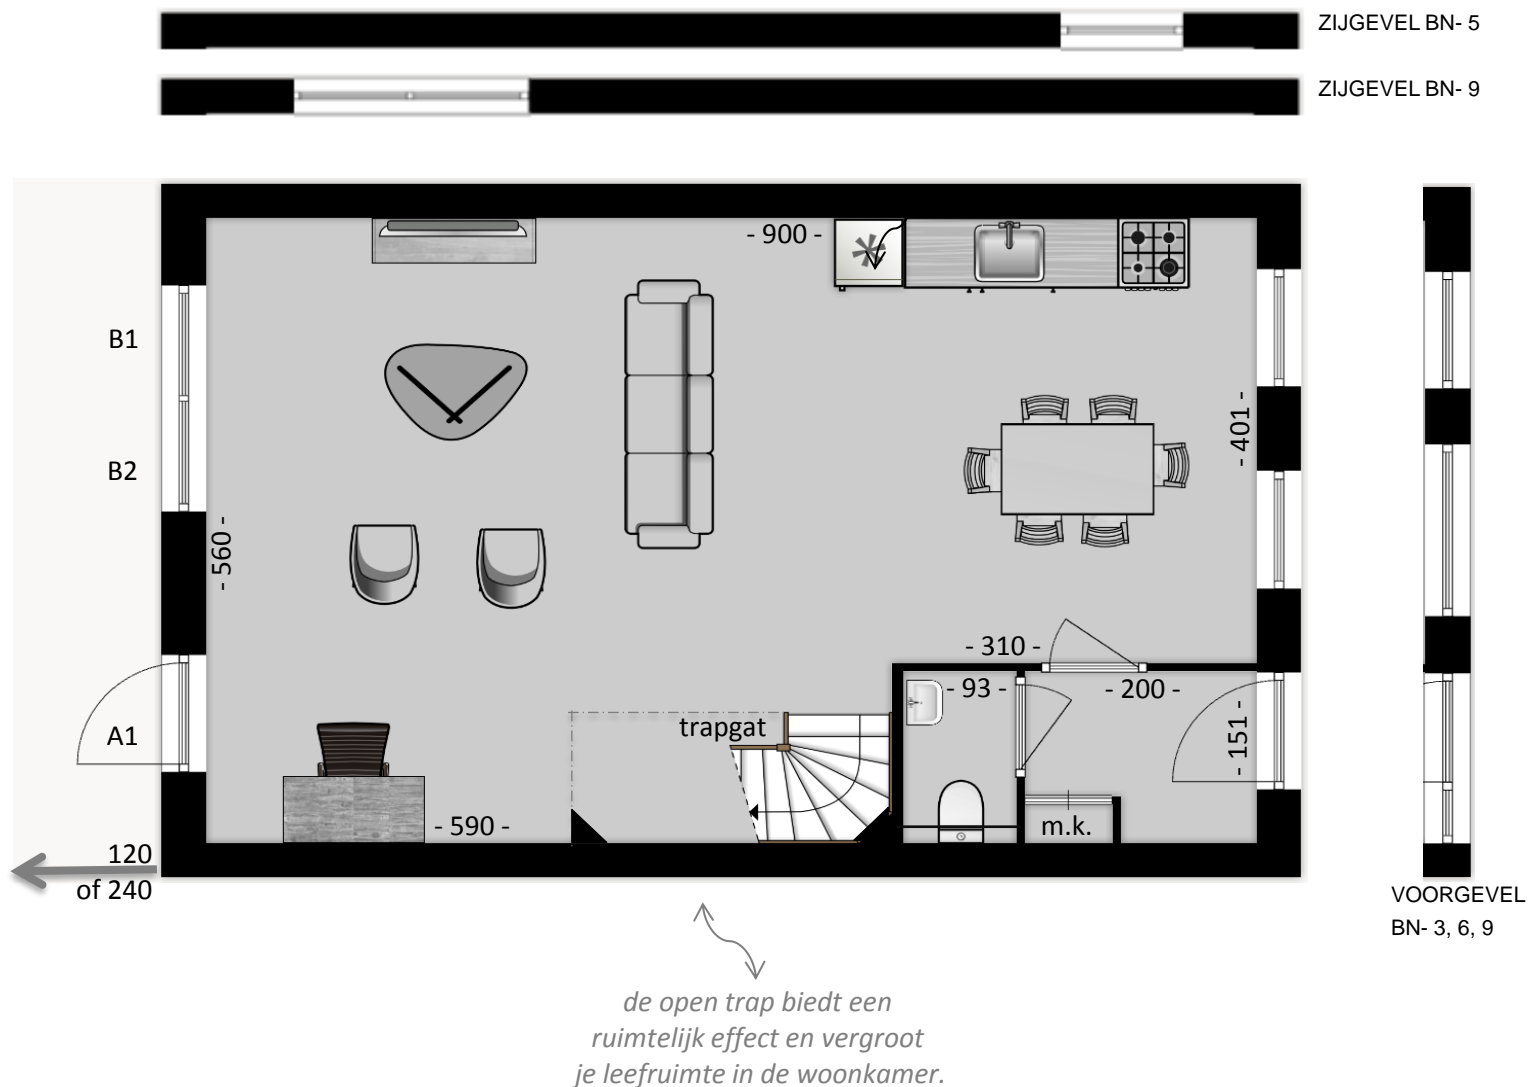 ZIJGEVEL BN- 5
ZIJGEVEL BN- 9
- 900 -
B1
B2
- 401 -
- 560 -
- 310 -
- 93 -
- 200 -
trapgat
A1
- 151 -
- 590 -
m.k.
120
of 240
VOORGEVEL
BN- 3, 6, 9
de open trap biedt een
ruimtelijk effect en vergroot
je leefruimte in de woonkamer.